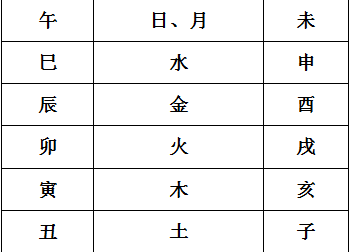 午 日、月 未
巳 水 申
辰 金 酉
卯 火 戌
寅 木 亥
丑 土 子